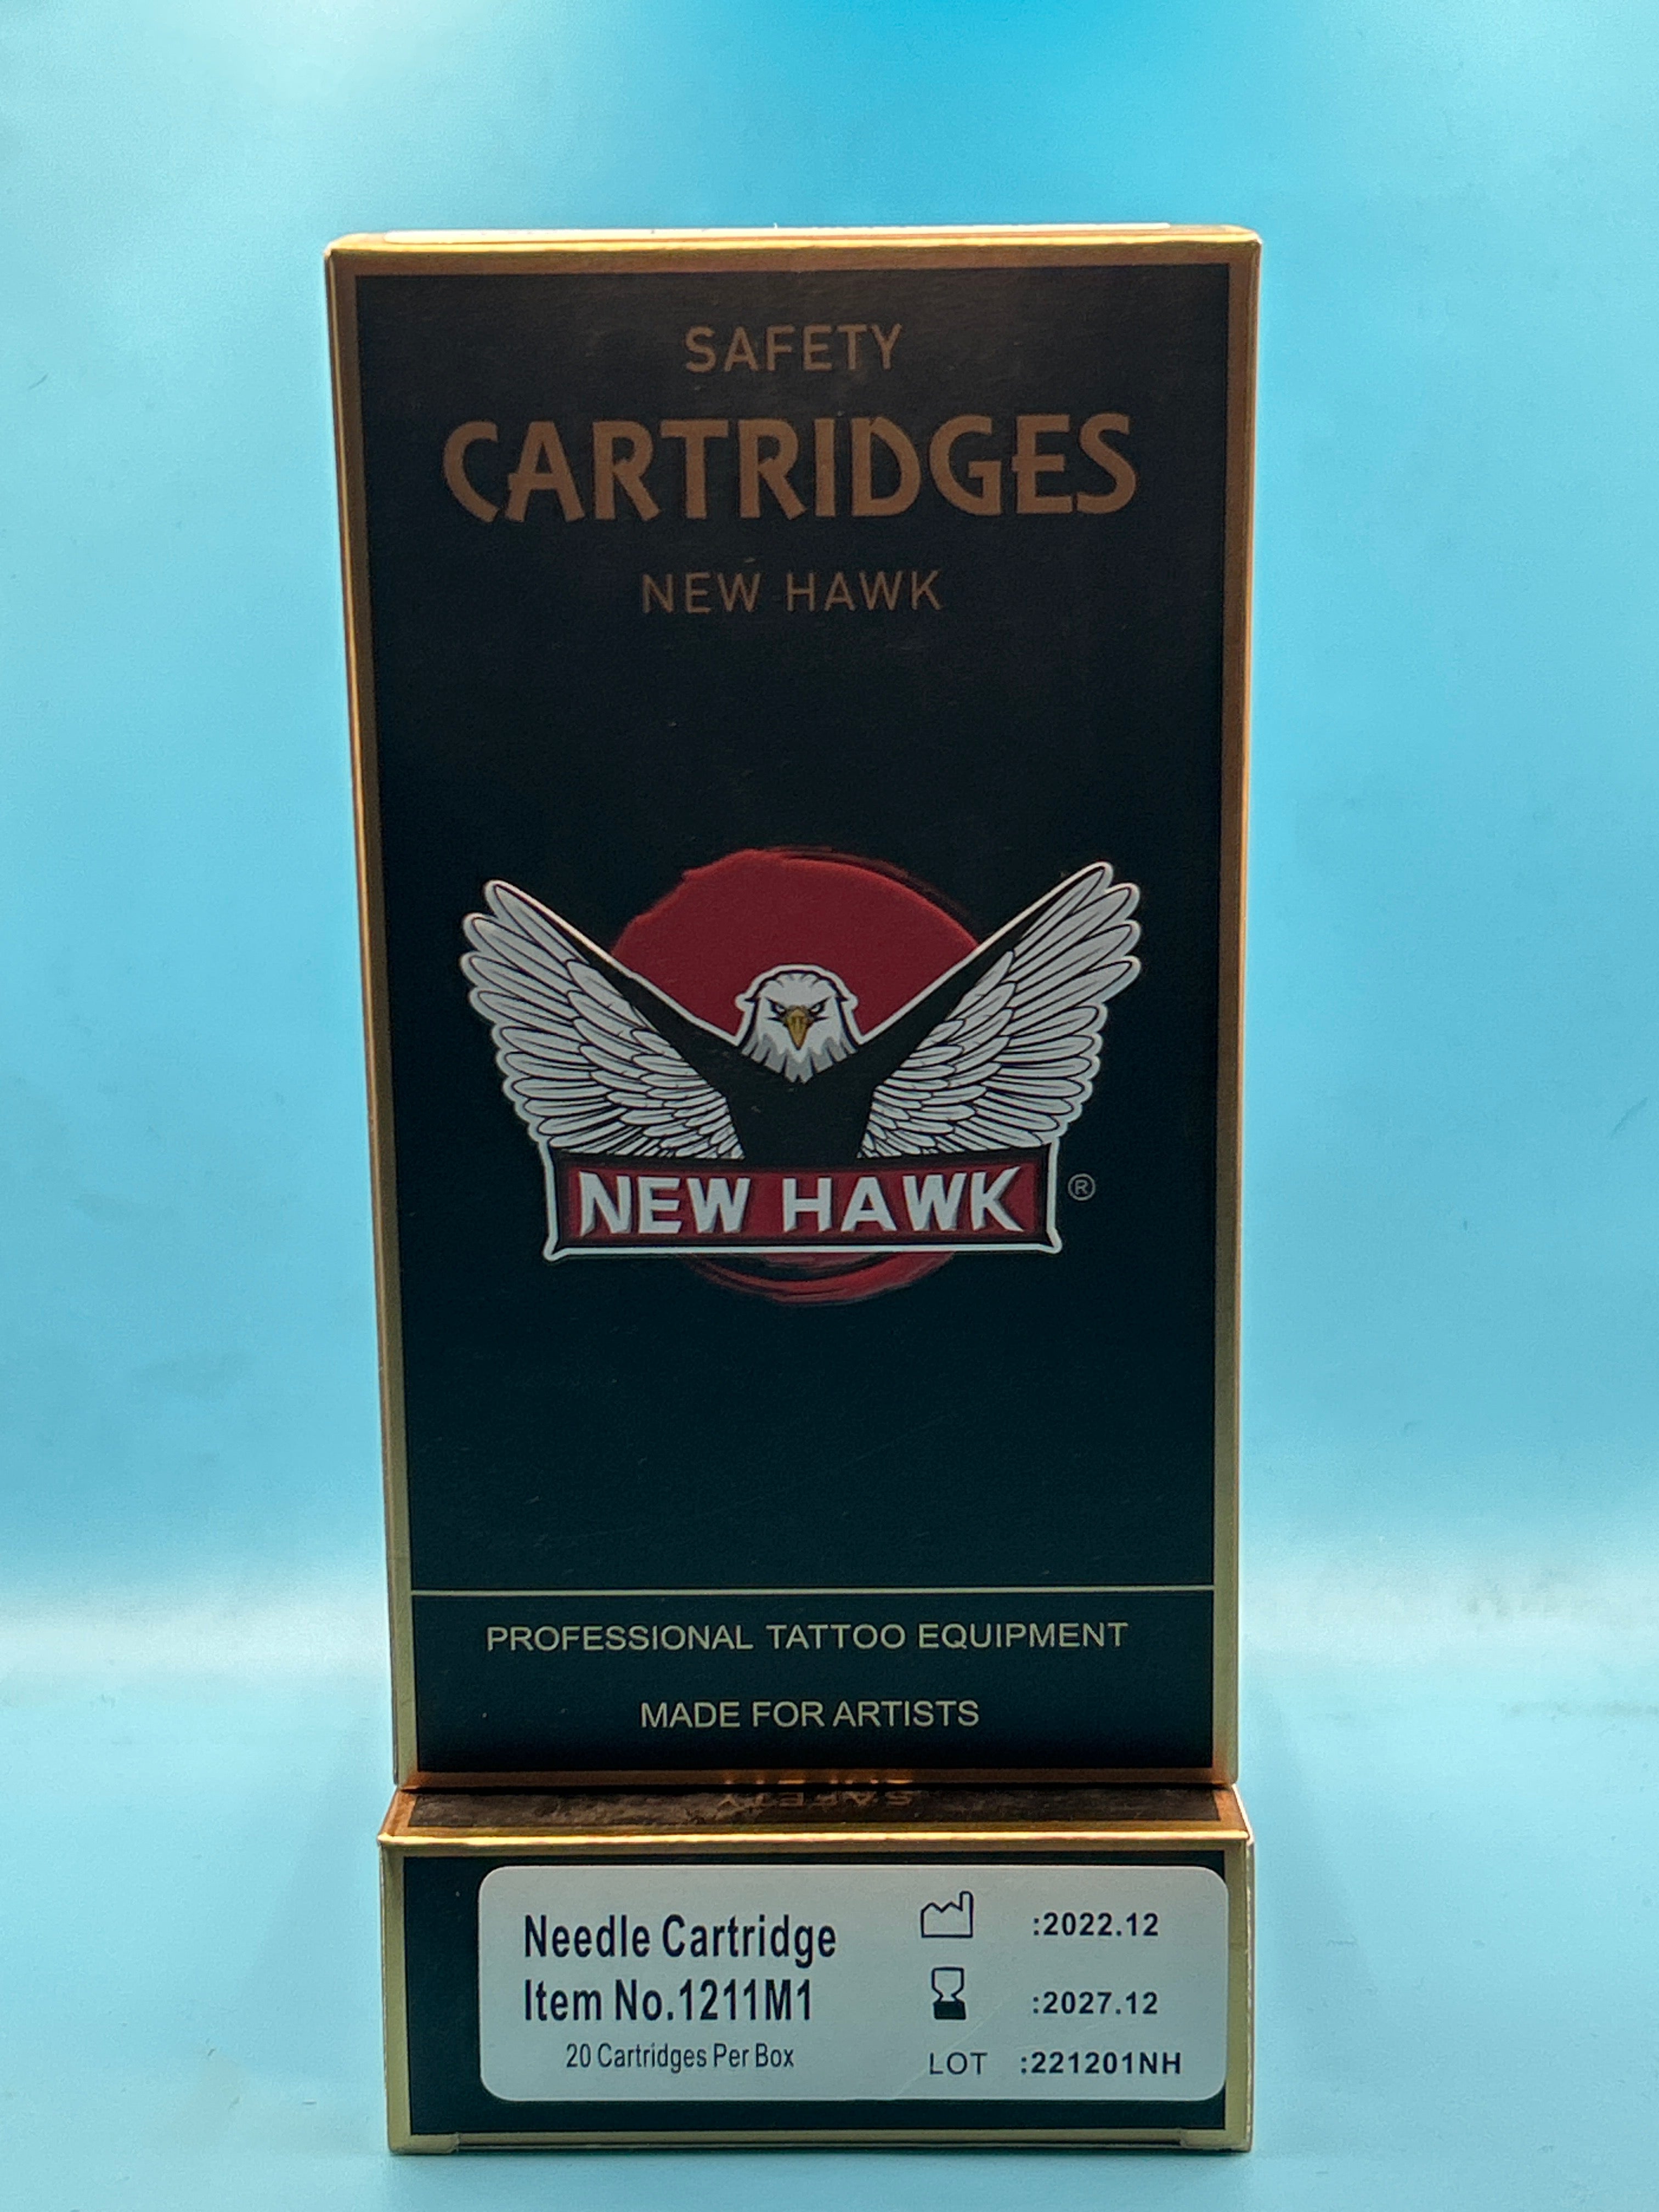 SAFETY
CARTRIDGES
NEW HAWK
NEW HAWK ®
PROFESSIONAL TATTOO EQUIPMENT
MADE FOR ARTISTS
SAFETY
Needle Cartridge
Item No.1211M1
20 Cartridges Per Box
:2022.12
:2027.12
LOT :221201NH